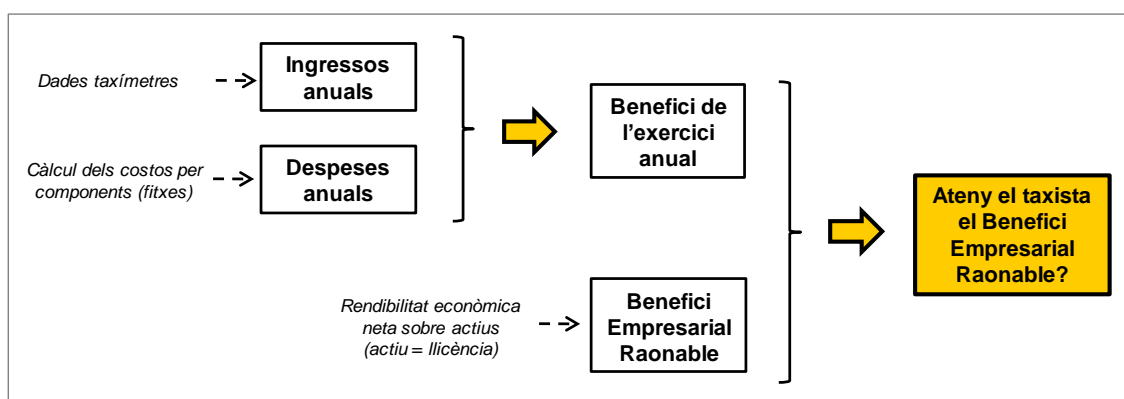 Dades taxímetres
Ingressos
anuals
Càlcul dels costos per
components (fitxes)
Despeses
anuals
Benefici de
l’exercici
anual
Rendibilitat econòmica
neta sobre actius
(actiu = llicència)
Benefici
Empresarial
Raonable
Ateny el taxista
el Benefici
Empresarial
Raonable?